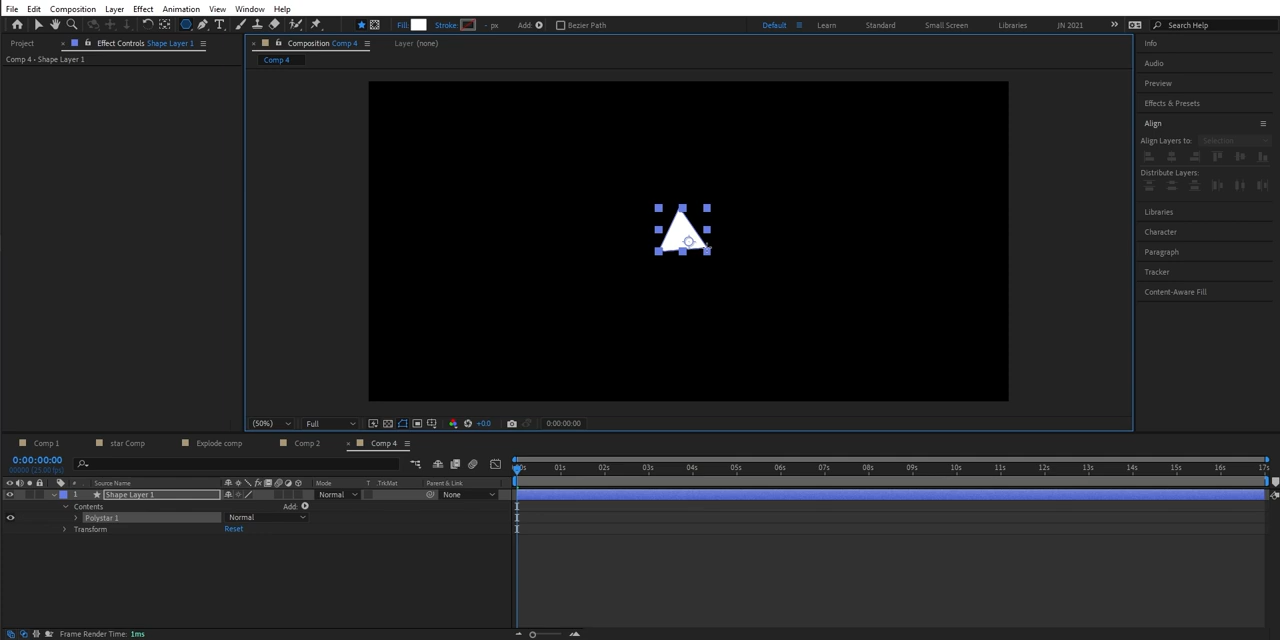 File Edit Composition Layer Effect Animation View Window Help
Fill: Stroke: - px Add: Bezier Path Default Learn Standard Small Screen Libraries JN 2021 Search Help
Project Effect Controls Shape Layer 1 Composition Comp 4 Layer (none)
Comp 4 • Shape Layer 1
Comp 4
Info
Audio
Preview
Effects & Presets
Align
Align Layers to: Selection
Distribute Layers:
Libraries
Character
Paragraph
Tracker
Content-Aware Fill
(50%) Full +0.0 0:00:00:00
Comp 1 star Comp Explode comp Comp 2 Comp 4
0:00:00:00
00000 (25.00 fps)
:00s 01s 02s 03s 04s 05s 06s 07s 08s 09s 10s 11s 12s 13s 14s 15s 16s 17s
# Source Name Mode T .TrkMat Parent & Link
1 Shape Layer 1 Normal None
Contents Add:
Polystar 1 Normal
Transform Reset
Frame Render Time: 1ms